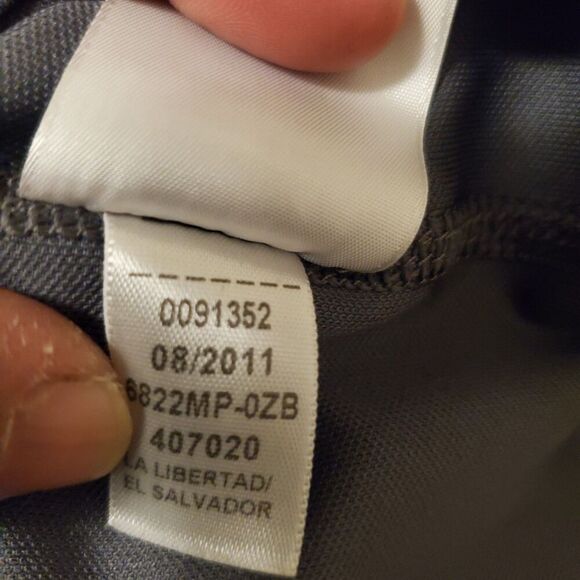 0091352
08/2011
6822MP-0ZB
407020
LA LIBERTAD/
EL SALVADOR